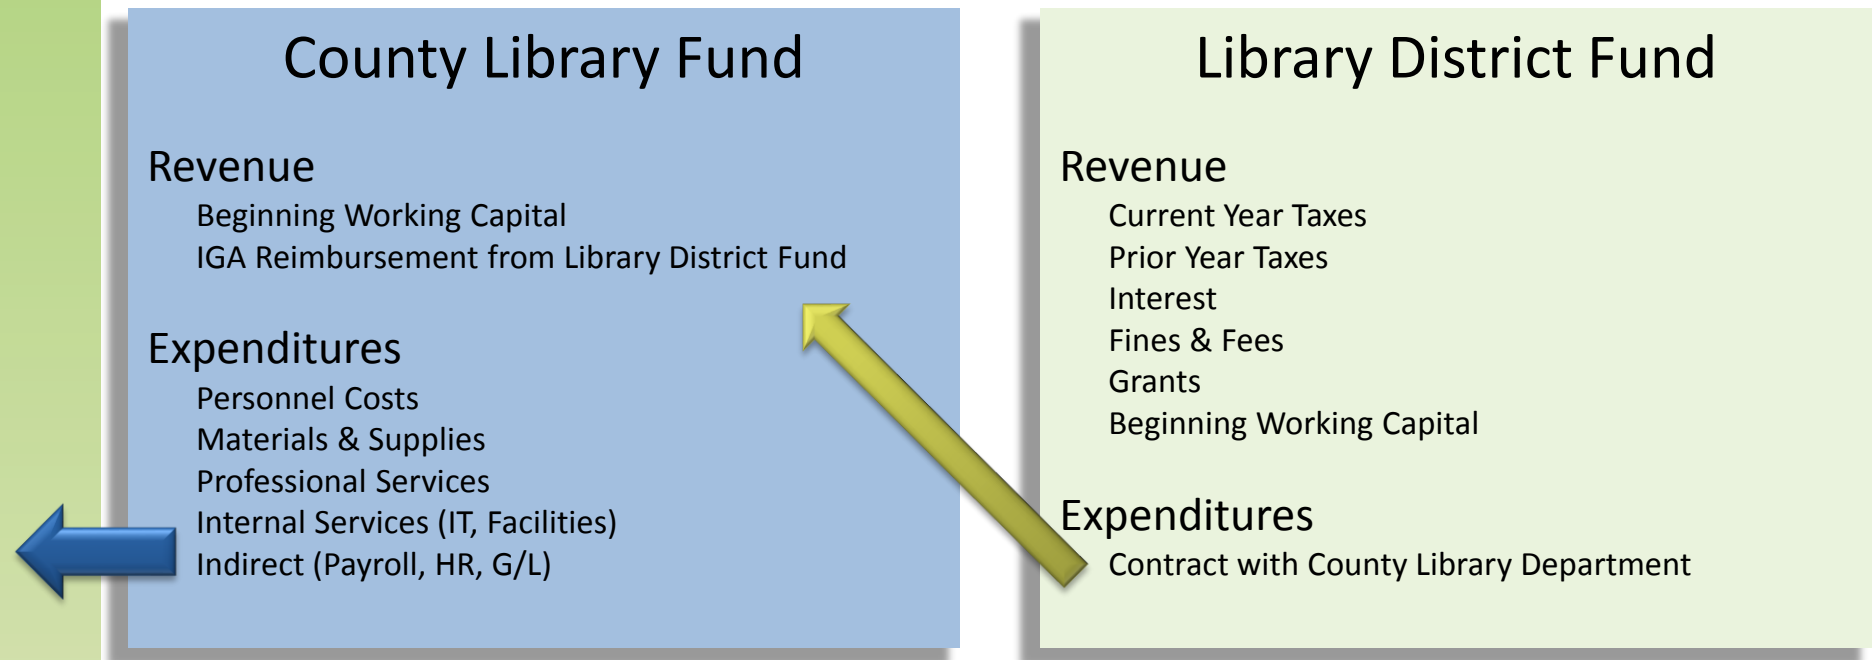 County Library Fund
Revenue
Beginning Working Capital
IGA Reimbursement from Library District Fund
Expenditures
Personnel Costs
Materials & Supplies
Professional Services
Internal Services (IT, Facilities)
Indirect (Payroll, HR, G/L)
Library District Fund
Revenue
Current Year Taxes
Prior Year Taxes
Interest
Fines & Fees
Grants
Beginning Working Capital
Expenditures
Contract with County Library Department